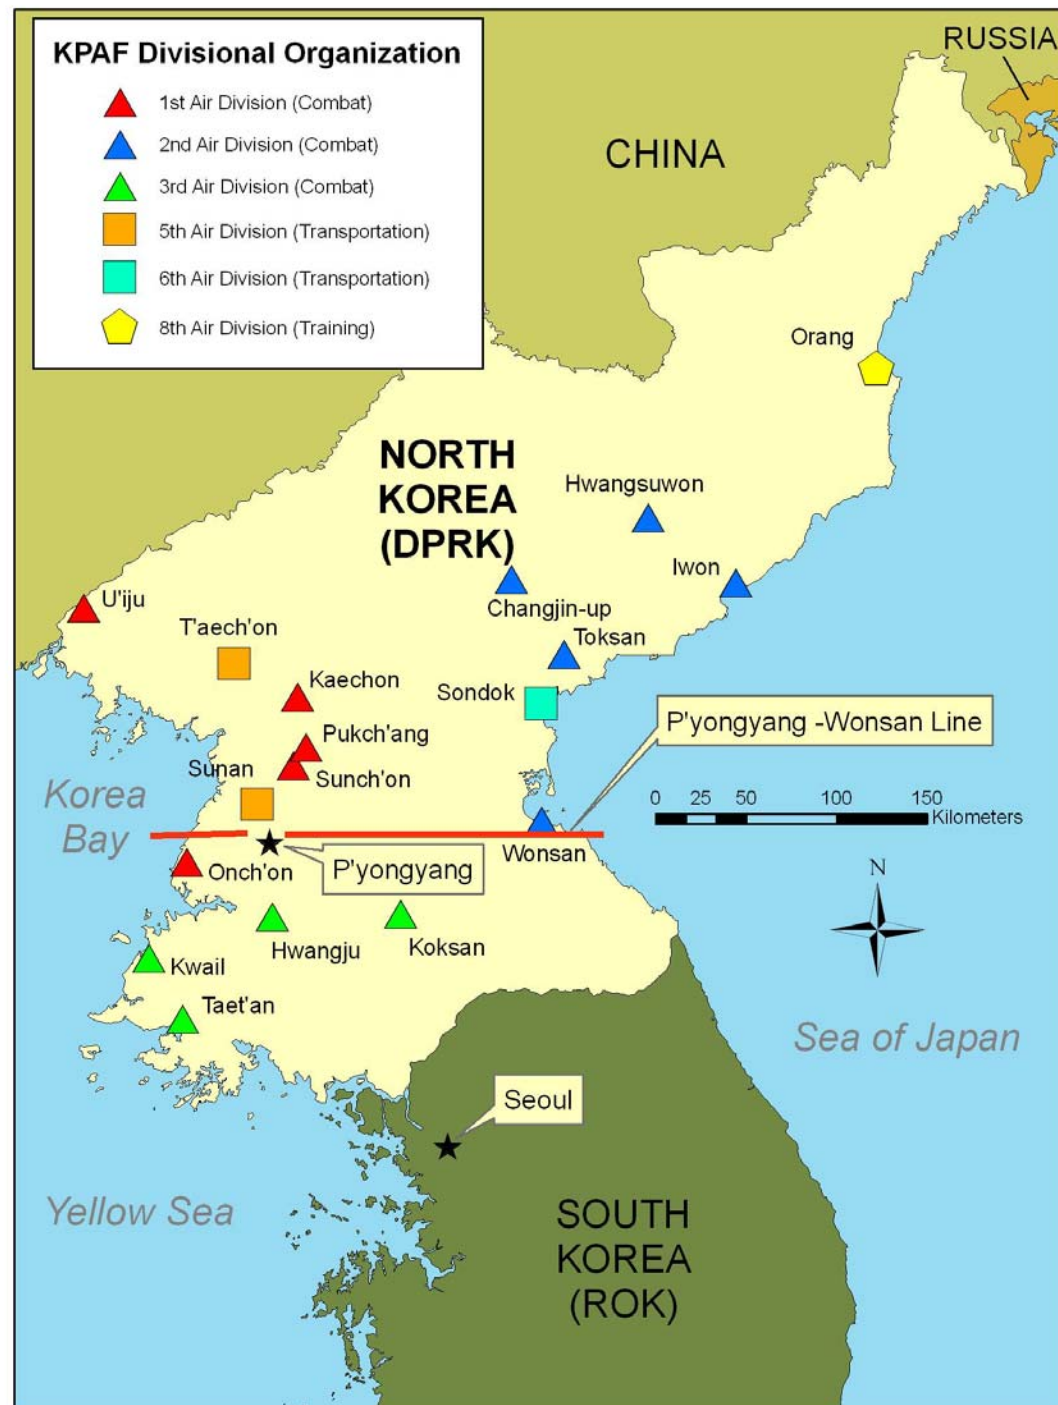 KPAF Divisional Organization
1st Air Division (Combat)
2nd Air Division (Combat)
3rd Air Division (Combat)
5th Air Division (Transportation)
6th Air Division (Transportation)
8th Air Division (Training)
RUSSIA
CHINA
Orang
NORTH
KOREA
(DPRK)
Hwangsuwon
Iwon
Changjin-up
U'iju
T'aech'on
Toksan
Kaechon
Sondok
P'yongyang -Wonsan Line
Pukch'ang
Sunan
Sunch'on
Korea
Bay
0 25 50 100 150
Kilometers
Wonsan
Onch'on
P'yongyang
N
Hwangju
Koksan
Kwail
Taet'an
Sea of Japan
Seoul
Yellow Sea
SOUTH
KOREA
(ROK)